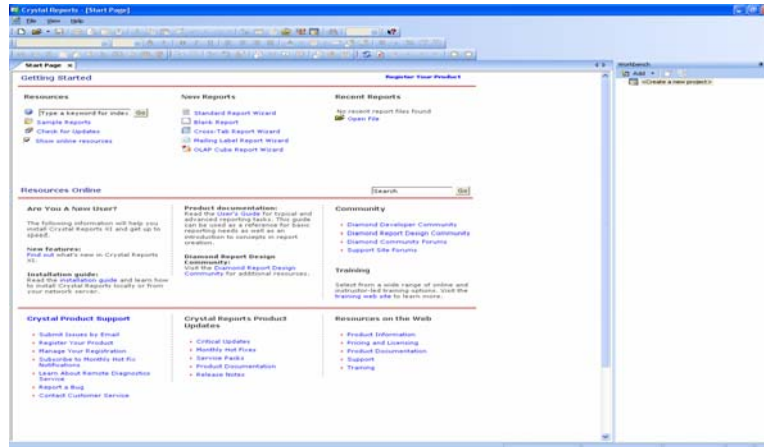 Crystal Reports - [Start Page]
File View Help
Start Page
Getting Started
Register Your Product
Resources
Type a keyword for index Go
Sample Reports
Check for Updates
Show online resources
New Reports
Standard Report Wizard
Blank Report
Cross-Tab Report Wizard
Mailing Label Report Wizard
OLAP Cube Report Wizard
Recent Reports
No recent report files found
Open File
Resources Online
Search Go
Are You A New User?
The following information will help you
install Crystal Reports XI and get up to
speed.
New features:
Find out what's new in Crystal Reports
XI.
Installation guide:
Read the installation guide and learn how
to install Crystal Reports locally or from
your network server.
Product documentation:
Read the User's Guide for typical and
advanced reporting tasks. This guide
can be used as a reference for basic
reporting needs as well as an
introduction to concepts in report
creation.
Diamond Report Design
Community:
Visit the Diamond Report Design
Community for additional resources.
Community
Diamond Developer Community
Diamond Report Design Community
Diamond Community Forums
Support Site Forums
Training
Select from a wide range of online and
instructor-led training options. Visit the
training web site to learn more.
Crystal Product Support
Submit Issues by Email
Register Your Product
Manage Your Registration
Subscribe to Monthly Hot Fix
Notifications
Learn About Remote Diagnostics
Service
Report a Bug
Contact Customer Service
Crystal Reports Product
Updates
Critical Updates
Monthly Hot Fixes
Service Packs
Product Documentation
Release Notes
Resources on the Web
Product Information
Pricing and Licensing
Product Documentation
Support
Training
Workbench
Add
<Create a new project>